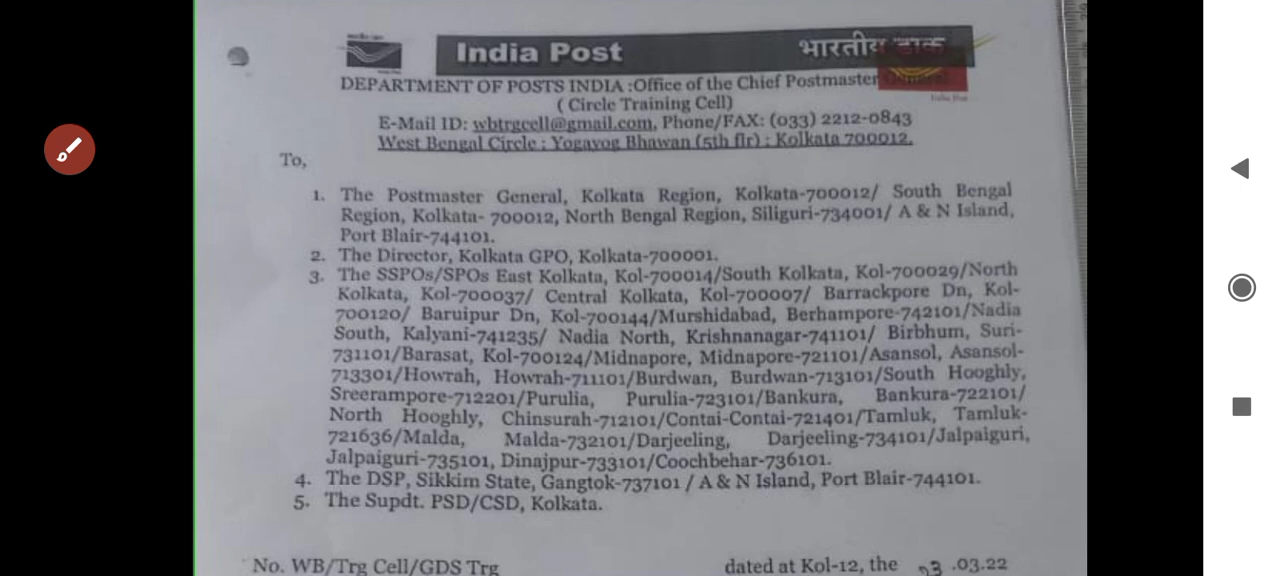 India Post
भारतीय डाक
DEPARTMENT OF POSTS INDIA :Office of the Chief Postmaster
( Circle Training Cell)
E-Mail ID: wbtrgcell@gmail.com, Phone/FAX: (033) 2212-0843
West Bengal Circle : Yogayog Bhawan (5th flr) : Kolkata 700012.
To,
1. The Postmaster General, Kolkata Region, Kolkata-700012/ South Bengal
Region, Kolkata- 700012, North Bengal Region, Siliguri-734001/ A & N Island,
Port Blair-744101.
2. The Director, Kolkata GPO, Kolkata-700001.
3. The SSPOs/SPOs East Kolkata, Kol-700014/South Kolkata, Kol-700029/North
Kolkata, Kol-700037/ Central Kolkata, Kol-700007/ Barrackpore Dn, Kol-
700120/ Baruipur Dn, Kol-700144/Murshidabad, Berhampore-742101/Nadia
South, Kalyani-741235/ Nadia North, Krishnanagar-741101/ Birbhum, Suri-
731101/Barasat, Kol-700124/Midnapore, Midnapore-721101/Asansol, Asansol-
713301/Howrah, Howrah-711101/Burdwan, Burdwan-713101/South Hooghly,
Sreerampore-712201/Purulia, Purulia-723101/Bankura, Bankura-722101/
North Hooghly, Chinsurah-712101/Contai-Contai-721401/Tamluk, Tamluk-
721636/Malda, Malda-732101/Darjeeling, Darjeeling-734101/Jalpaiguri,
Jalpaiguri-735101, Dinajpur-733101/Coochbehar-736101.
4. The DSP, Sikkim State, Gangtok-737101 / A & N Island, Port Blair-744101.
5. The Supdt. PSD/CSD, Kolkata.
No. WB/Trg Cell/GDS Trg dated at Kol-12, the 03 .03.22